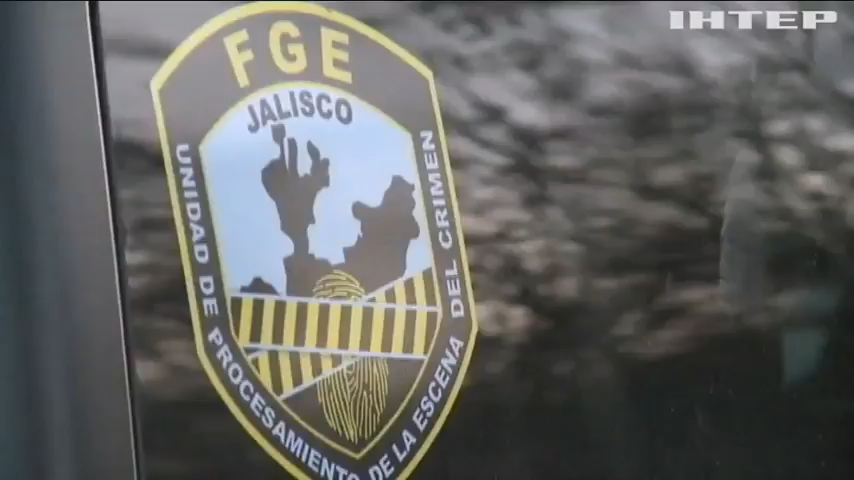 ІНТЕР
FGE
JALISCO
UNIDAD DE PROCESAMIENTO DE LA ESCENA DEL CRIMEN